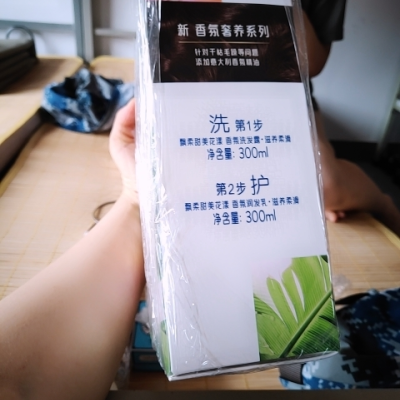 新 香氛奢养系列
针对干枯毛躁等问题
添加意大利香氛精油
洗 第1步
飘柔甜美花漾 香氛洗发露·滋养柔滑
净含量: 300ml
第2步 护
飘柔甜美花漾 香氛润发乳·滋养柔滑
净含量: 300ml